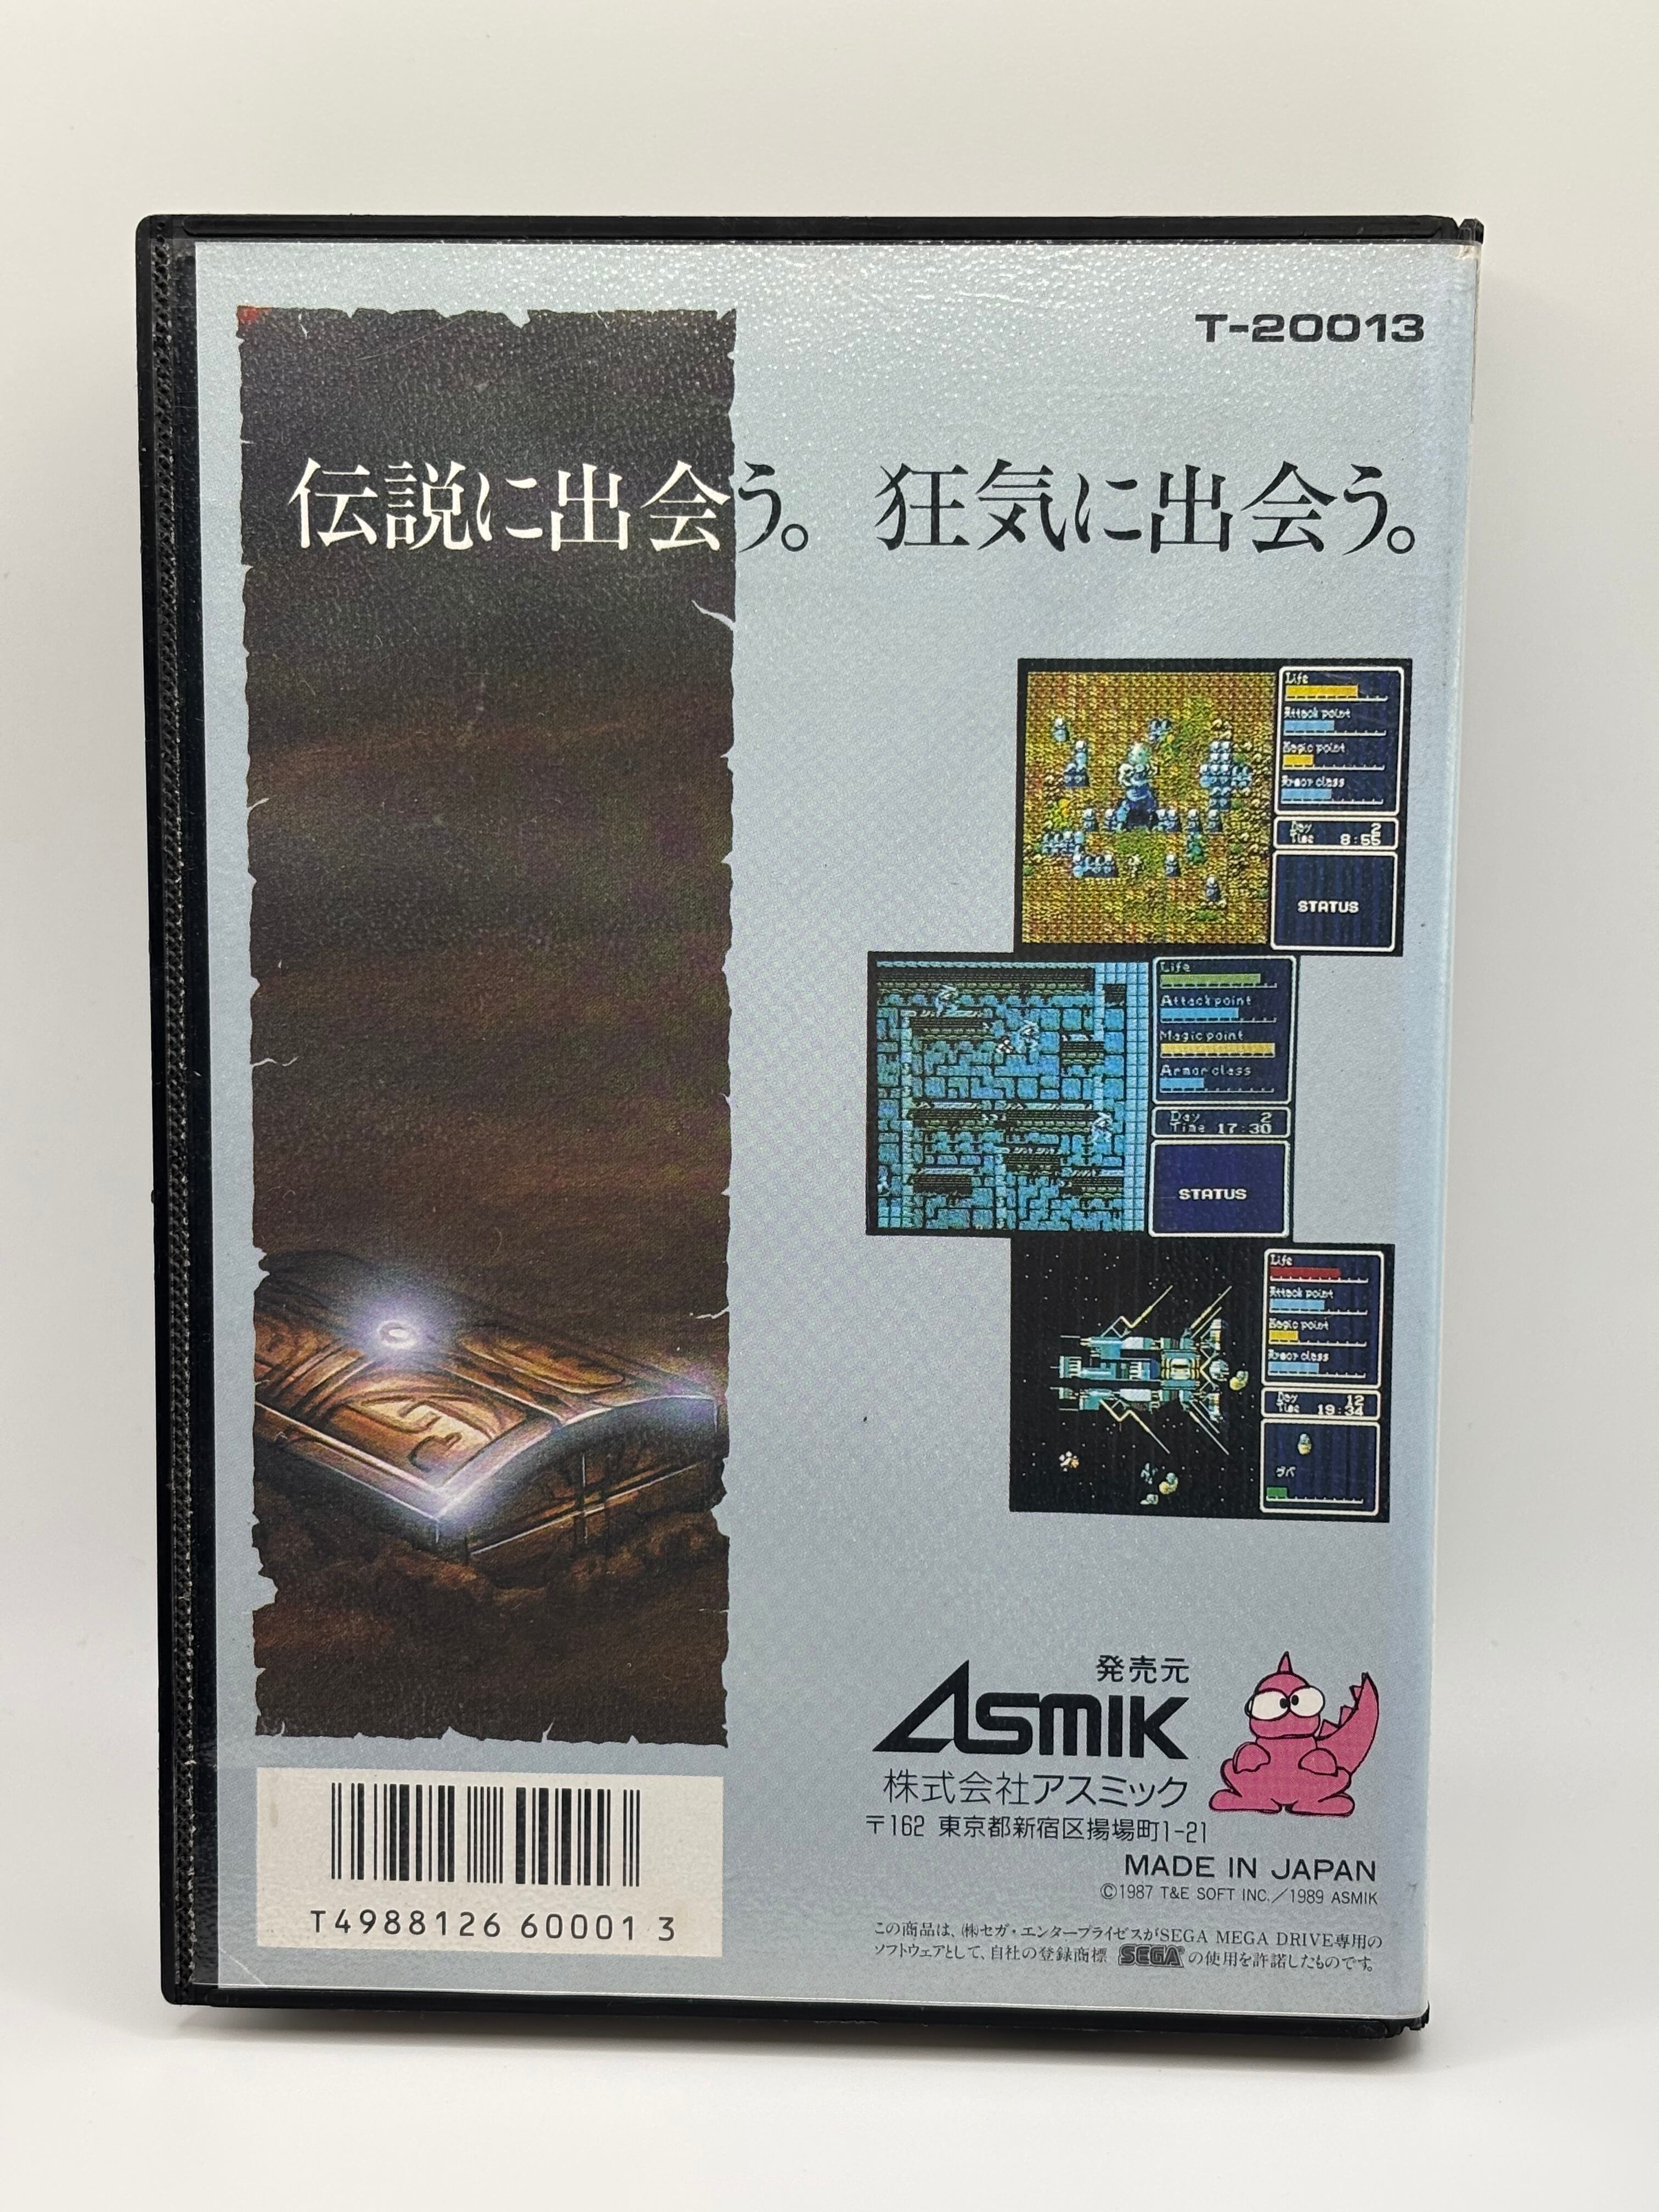 T-20013
伝説に出会う。 狂気に出会う。
Life
Attack point
Magic point
Armor class
Day 2
Time 8:55
STATUS
Life
Attack point
Magic point
Armor class
Day 2
Time 17:30
STATUS
Life
Attack point
Magic point
Armor class
Day 12
Time 19:34
グバ
発売元
ASMIK
株式会社アスミック
〒162 東京都新宿区揚場町1-21
MADE IN JAPAN
©1987 T&E SOFT INC./1989 ASMIK
この商品は、㈱セガ・エンタープライゼスがSEGA MEGA DRIVE専用の
ソフトウェアとして、自社の登録商標 SEGA® の使用を許諾したものです。
T4988126 60001 3